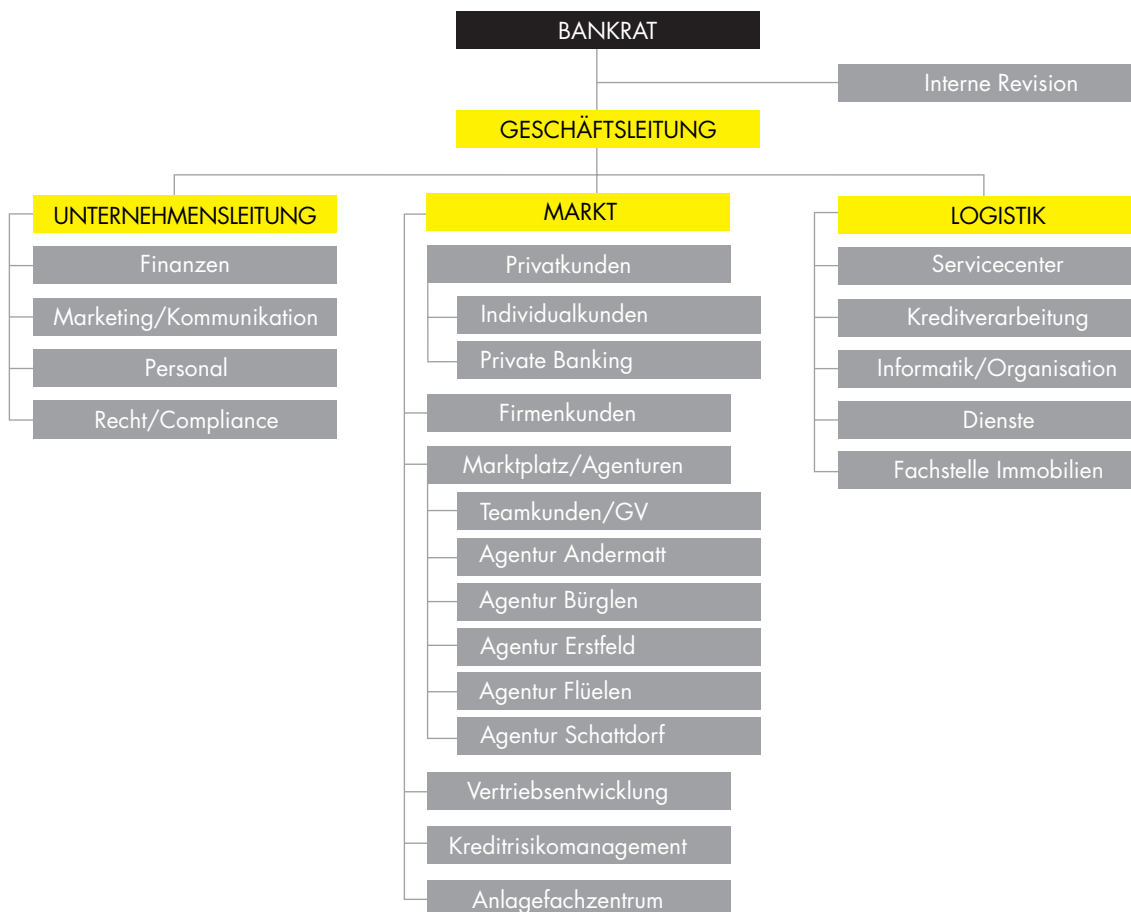 BANKRAT
Interne Revision
GESCHÄFTSLEITUNG
UNTERNEHMENSLEITUNG
Finanzen
Marketing/Kommunikation
Personal
Recht/Compliance
MARKT
Privatkunden
Individualkunden
Private Banking
Firmenkunden
Marktplatz/Agenturen
Teamkunden/GV
Agentur Andermatt
Agentur Bürglen
Agentur Erstfeld
Agentur Flüelen
Agentur Schattdorf
Vertriebsentwicklung
Kreditrisikomanagement
Anlagefachzentrum
LOGISTIK
Servicecenter
Kreditverarbeitung
Informatik/Organisation
Dienste
Fachstelle Immobilien